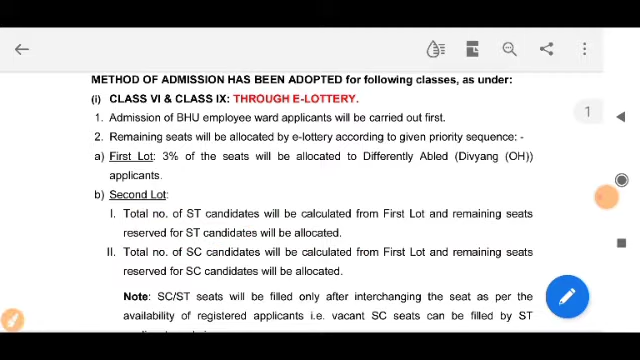 METHOD OF ADMISSION HAS BEEN ADOPTED for following classes, as under:
(i) CLASS VI & CLASS IX: THROUGH E-LOTTERY.
1. Admission of BHU employee ward applicants will be carried out first.
2. Remaining seats will be allocated by e-lottery according to given priority sequence: -
a) First Lot: 3% of the seats will be allocated to Differently Abled (Divyang (OH))
applicants.
b) Second Lot:
I. Total no. of ST candidates will be calculated from First Lot and remaining seats
reserved for ST candidates will be allocated.
II. Total no. of SC candidates will be calculated from First Lot and remaining seats
reserved for SC candidates will be allocated.
Note: SC/ST seats will be filled only after interchanging the seat as per the
availability of registered applicants i.e. vacant SC seats can be filled by ST
1